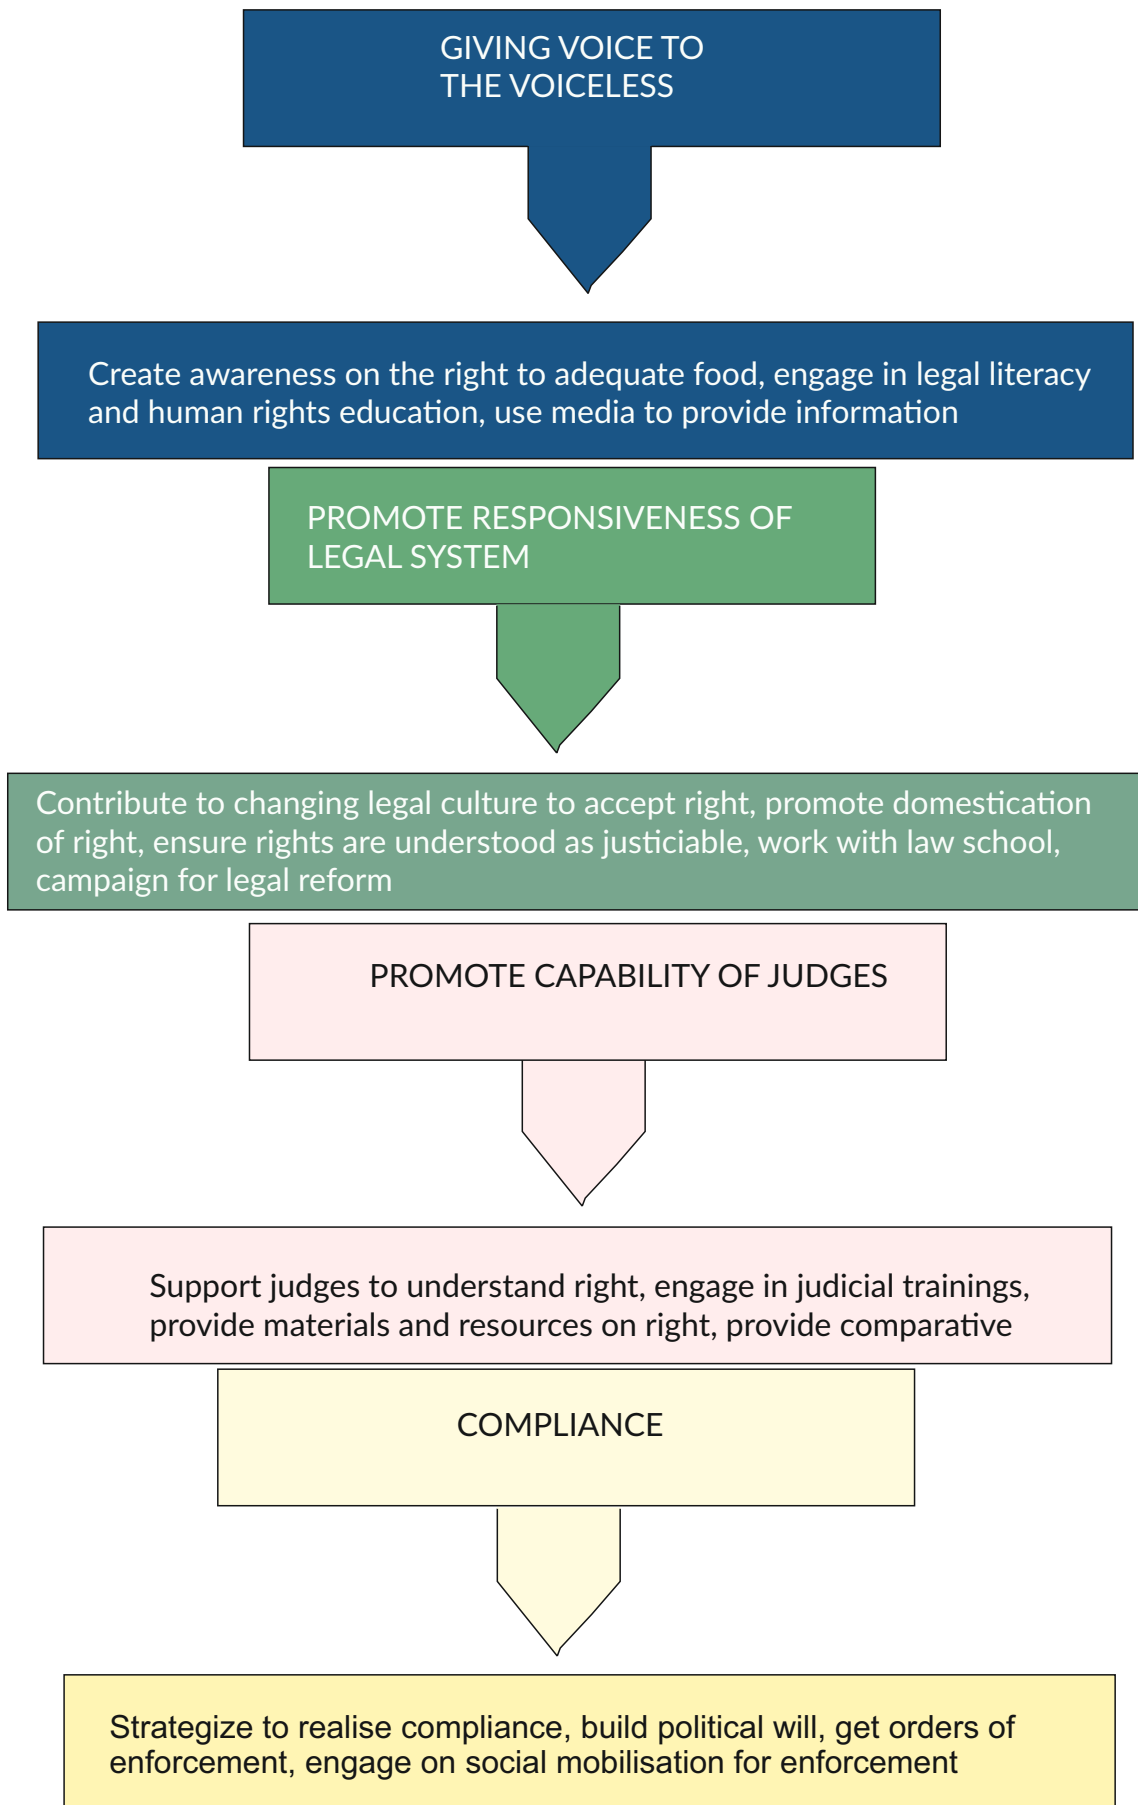 GIVING VOICE TO
THE VOICELESS
Create awareness on the right to adequate food, engage in legal literacy
and human rights education, use media to provide information
PROMOTE RESPONSIVENESS OF
LEGAL SYSTEM
Contribute to changing legal culture to accept right, promote domestication
of right, ensure rights are understood as justiciable, work with law school,
campaign for legal reform
PROMOTE CAPABILITY OF JUDGES
Support judges to understand right, engage in judicial trainings,
provide materials and resources on right, provide comparative
COMPLIANCE
Strategize to realise compliance, build political will, get orders of
enforcement, engage on social mobilisation for enforcement